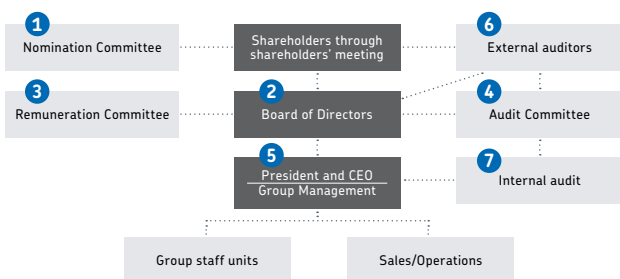 1
Nomination Committee
Shareholders through
shareholders' meeting
6
External auditors
3
Remuneration Committee
2
Board of Directors
4
Audit Committee
5
President and CEO
Group Management
7
Internal audit
Group staff units
Sales/Operations